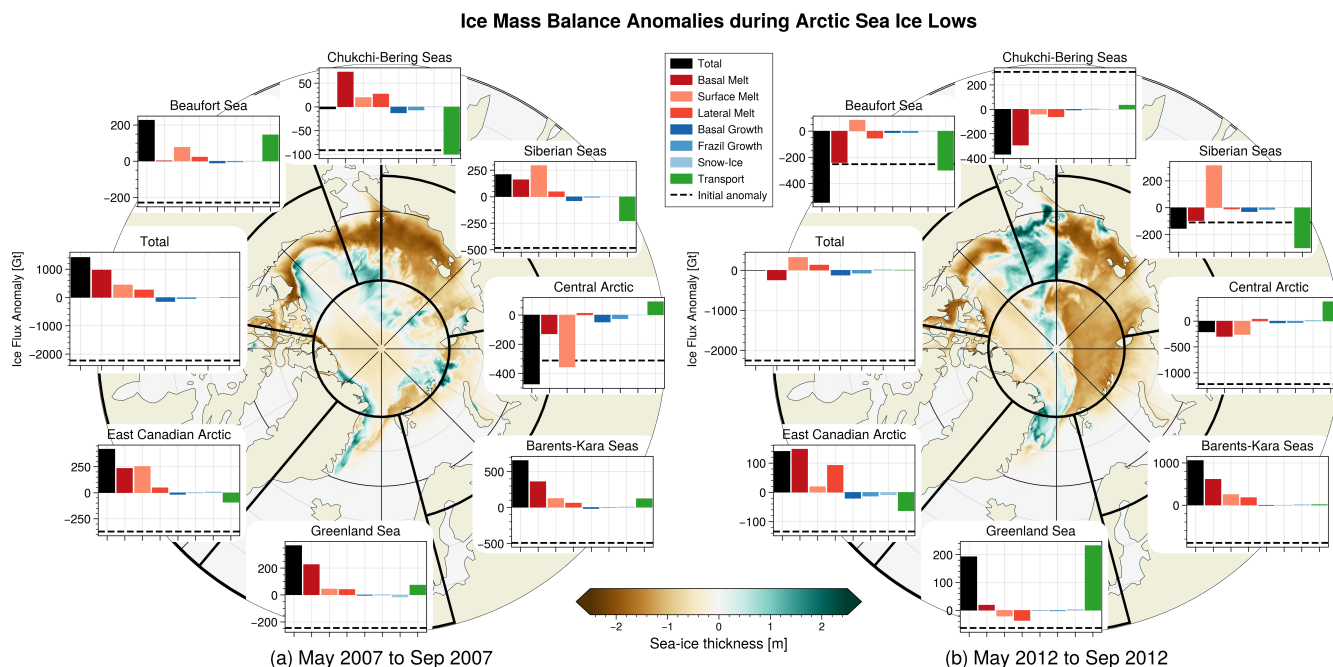 Ice Mass Balance Anomalies during Arctic Sea Ice Lows
Chukchi-Bering Seas
50
0
−50
−100
Beaufort Sea
200
0
−200
Siberian Seas
250
0
−250
−500
Total
Ice Flux Anomaly [Gt]
1000
0
−1000
−2000
Central Arctic
0
−200
−400
East Canadian Arctic
250
0
−250
Barents-Kara Seas
500
0
−500
Greenland Sea
200
0
−200
(a) May 2007 to Sep 2007
Total
Basal Melt
Surface Melt
Lateral Melt
Basal Growth
Frazil Growth
Snow-Ice
Transport
Initial anomaly
Chukchi-Bering Seas
200
0
−200
−400
Beaufort Sea
0
−200
−400
Siberian Seas
200
0
−200
Total
Ice Flux Anomaly [Gt]
0
−1000
−2000
Central Arctic
0
−500
−1000
East Canadian Arctic
100
0
−100
Barents-Kara Seas
1000
0
Greenland Sea
200
100
0
(b) May 2012 to Sep 2012
−2
−1
0
1
2
Sea-ice thickness [m]